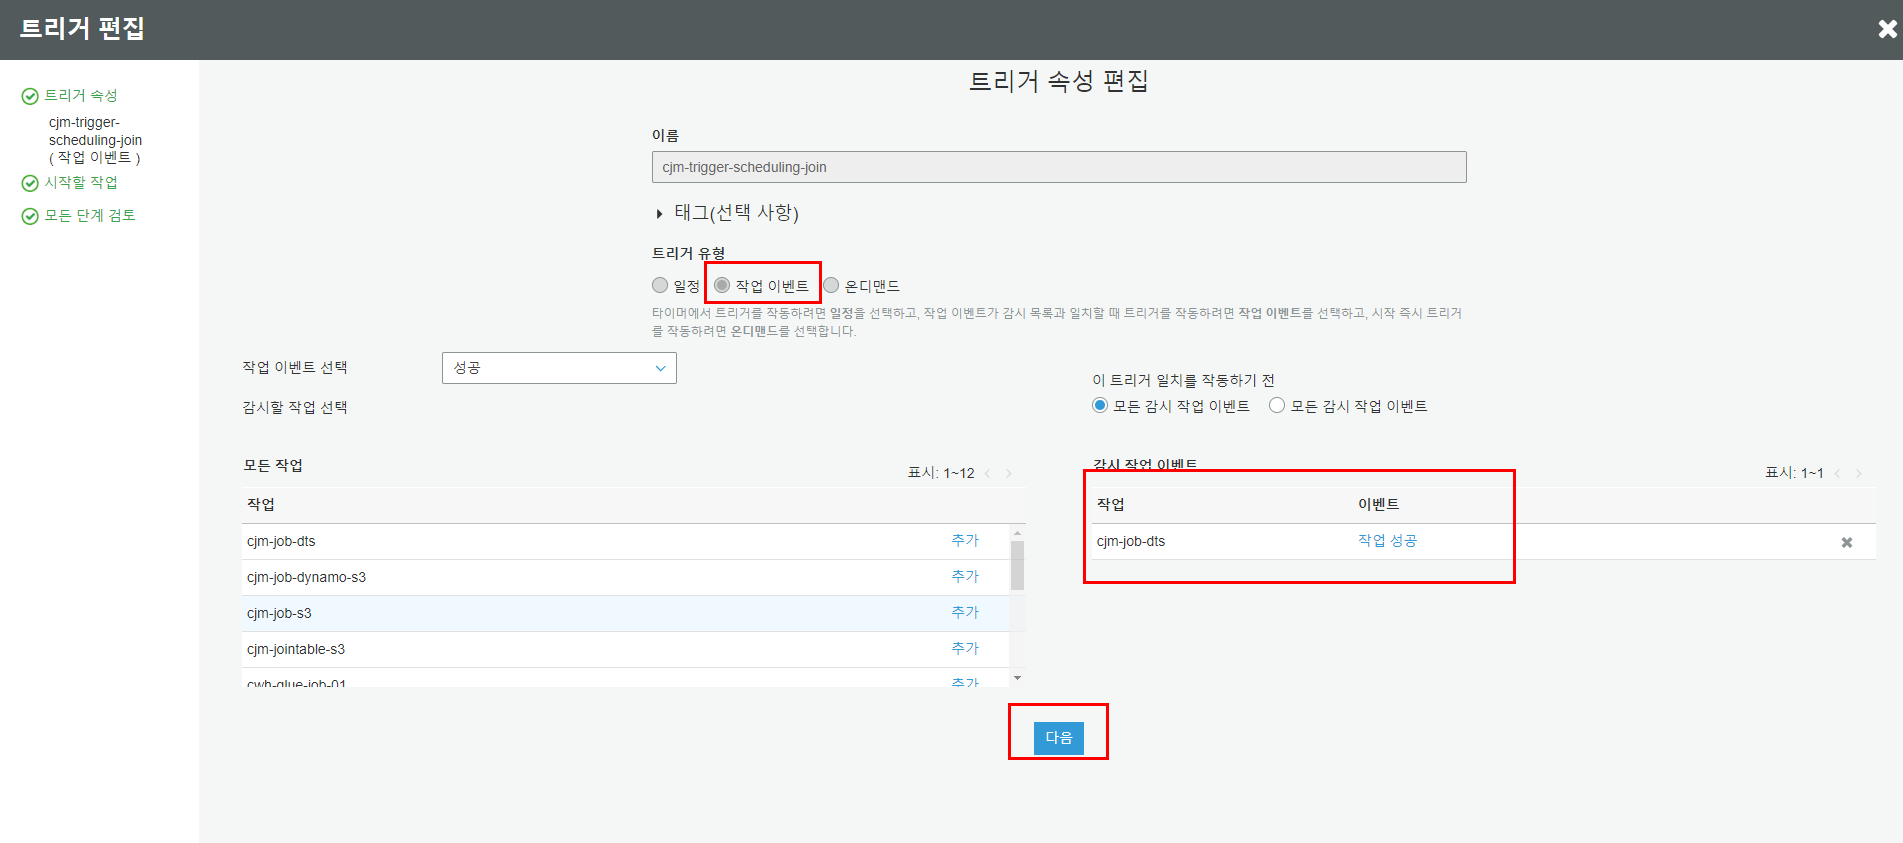 트리거 편집
트리거 속성
cjm-trigger-
scheduling-join
( 작업 이벤트 )
시작할 작업
모든 단계 검토
트리거 속성 편집
이름
cjm-trigger-scheduling-join
태그(선택 사항)
트리거 유형
일정 작업 이벤트 온디맨드
타이머에서 트리거를 작동하려면 일정을 선택하고, 작업 이벤트가 감시 목록과 일치할 때 트리거를 작동하려면 작업 이벤트를 선택하고, 시작 즉시 트리거
를 작동하려면 온디맨드를 선택합니다.
작업 이벤트 선택 성공
감시할 작업 선택
이 트리거 일치를 작동하기 전
모든 감시 작업 이벤트 모든 감시 작업 이벤트
모든 작업
표시: 1~12
작업
cjm-job-dts 추가
cjm-job-dynamo-s3 추가
cjm-job-s3 추가
cjm-jointable-s3 추가
cwh-glue-job-01 추가
감시 작업 이벤트
표시: 1~1
작업 이벤트
cjm-job-dts 작업 성공
다음